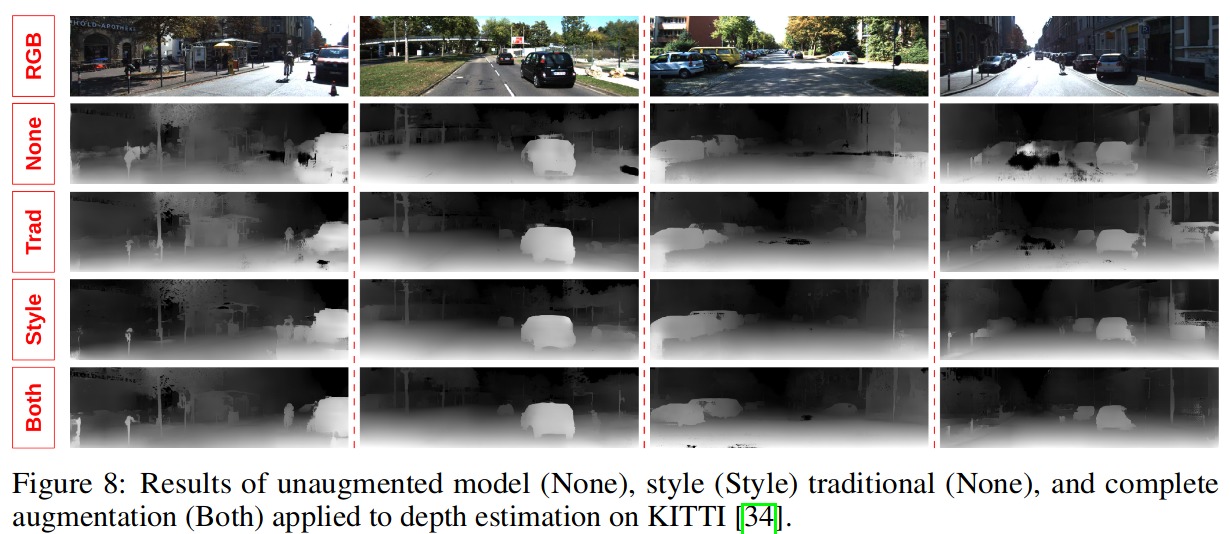 RGB
None
Trad
Style
Both
Figure 8: Results of unaugmented model (None), style (Style) traditional (None), and complete
augmentation (Both) applied to depth estimation on KITTI [34].